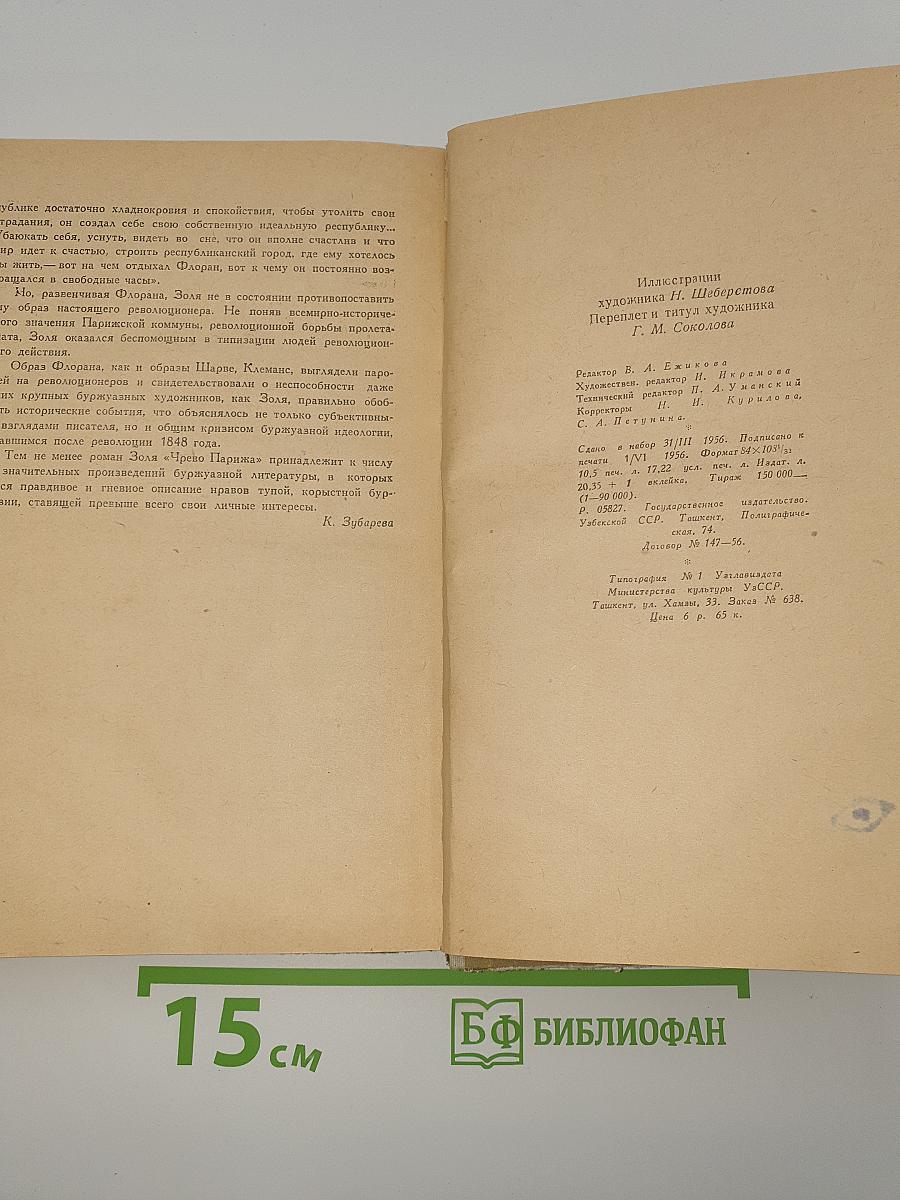 ублике достаточно хладнокровия и спокойствия, чтобы утолить свои
традания, он создал себе свою собственную идеальную республику...
Убаюкать себя, уснуть, видеть во сне, что он вполне счастлив и что
ир идет к счастью, строить республиканский город, где ему хотелось
ы жить,— вот на чем отдыхал Флоран, вот к чему он постоянно воз-
ращался в свободные часы».
Но, развенчивая Флорана, Золя не в состоянии противопоставить
му образ настоящего революционера. Не поняв всемирно-историче-
ого значения Парижской коммуны, революционной борьбы пролета-
ата, Золя оказался беспомощным в типизации людей революцион-
го действия.
Образ Флорана, как и образы Шарве, Клеманс, выглядели паро-
ей на революционеров и свидетельствовали о неспособности даже
их крупных буржуазных художников, как Золя, правильно обоб-
ть исторические события, что объяснялось не только субъективны-
взглядами писателя, но и общим кризисом буржуазной идеологии,
авшимся после революции 1848 года.
Тем не менее роман Золя «Чрево Парижа» принадлежит к числу
значительных произведений буржуазной литературы, в которых
ся правдивое и гневное описание нравов тупой, корыстной бур-
зии, ставящей превыше всего свои личные интересы.
К. Зубарева
Иллюстрации
художника Н. Шеберстова
Переплет и титул художника
Г. М. Соколова
Редактор В. А. Ежикова
Художествен. редактор И. Икрамова
Технический редактор П. А. Уманский
Корректоры Н. И. Курилова,
С. А. Петунина.
Сдано в набор 31/III 1956. Подписано к
печати 1/VI 1956. Формат 84×103¹/₃₂
10,5 печ. л. 17,22 усл. печ. л. Издат. л.
20,35 + 1 вклейка. Тираж 150 000
(1—90 000).
Р. 05827. Государственное издательство.
Узбекской ССР. Ташкент, Полиграфиче-
ская, 74.
Договор № 147—56.
Типография № 1 Узглавиздата
Министерства культуры УзССР.
Ташкент, ул. Хамзы, 33. Заказ № 638.
Цена 6 р. 65 к.
15 см
БФ БИБЛИОФАН